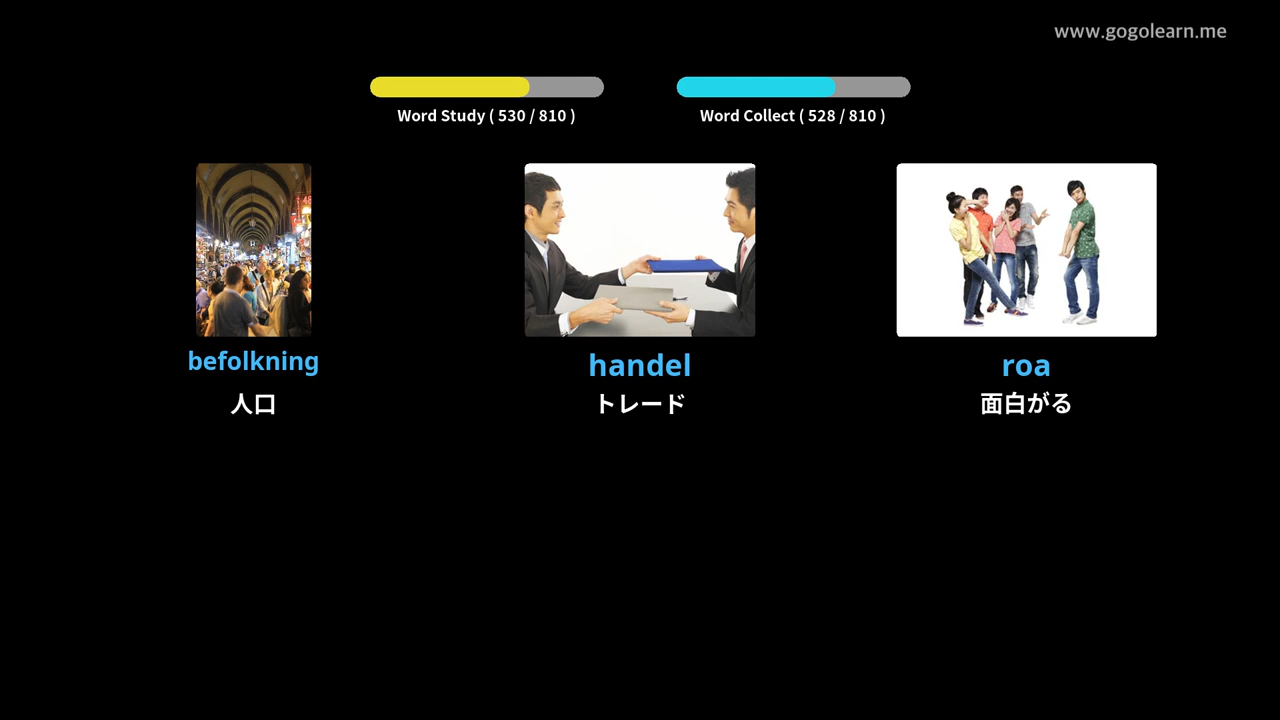 www.gogolearn.me
Word Study ( 530 / 810 )
Word Collect ( 528 / 810 )
befolkning
handel
roa
人口
トレード
面白がる